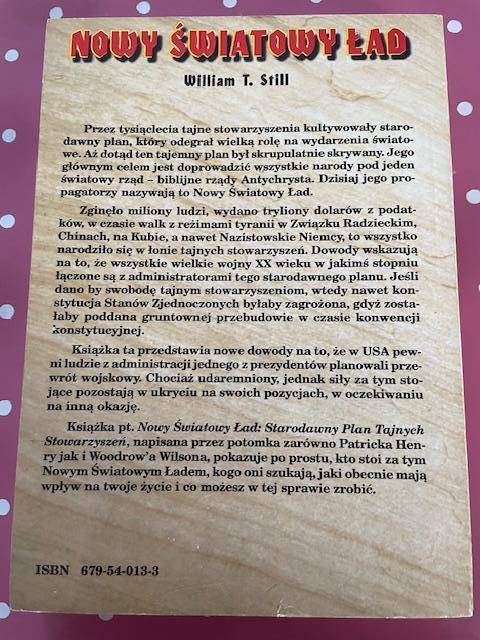 NOWY ŚWIATOWY ŁAD
William T. Still
Przez tysiąclecia tajne stowarzyszenia kultywowały staro-
dawny plan, który odegrał wielką rolę na wydarzenia świato-
we. Aż dotąd ten tajemny plan był skrupulatnie skrywany. Jego
głównym celem jest doprowadzić wszystkie narody pod jeden
światowy rząd – biblijne rządy Antychrysta. Dzisiaj jego pro-
pagatorzy nazywają to Nowy Światowy Ład.
Zginęło miliony ludzi, wydano tryliony dolarów z podat-
ków, w czasie walk z reżimami tyranii w Związku Radzieckim,
Chinach, na Kubie, a nawet Nazistowskie Niemcy, to wszystko
narodziło się w łonie tajnych stowarzyszeń. Dowody wskazują
na to, że wszystkie wielkie wojny XX wieku w jakimś stopniu
łączone są z administratorami tego starodawnego planu. Jeśli
dano by swobodę tajnym stowarzyszeniom, wtedy nawet kon-
stytucja Stanów Zjednoczonych byłaby zagrożona, gdyż zosta-
łaby poddana gruntownej przebudowie w czasie konwencji
konstytucyjnej.
Książka ta przedstawia nowe dowody na to, że w USA pew-
ni ludzie z administracji jednego z prezydentów planowali prze-
wrót wojskowy. Chociaż udaremniony, jednak siły za tym sto-
jące pozostają w ukryciu na swoich pozycjach, w oczekiwaniu
na inną okazję.
Książka pt. Nowy Światowy Ład: Starodawny Plan Tajnych
Stowarzyszeń, napisana przez potomka zarówno Patricka Hen-
ry jak i Woodrow'a Wilsona, pokazuje po prostu, kto stoi za tym
Nowym Światowym Ładem, kogo oni szukają, jaki obecnie mają
wpływ na twoje życie i co możesz w tej sprawie zrobić.
ISBN 679-54-013-3